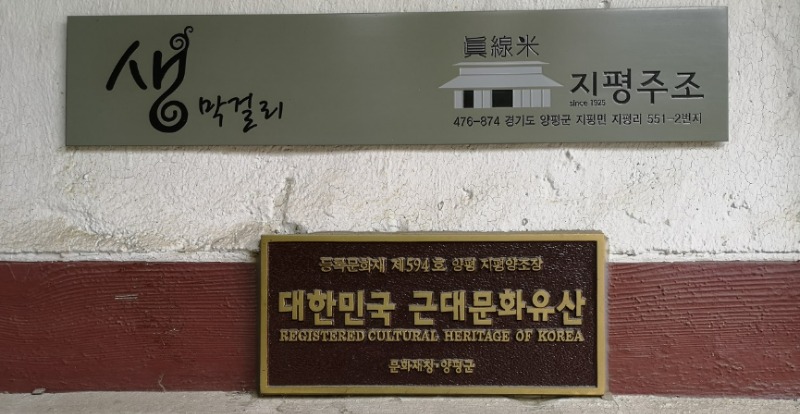 생
막걸리
眞線米
지평주조
since 1925
476-874 경기도 양평군 지평면 지평리 551-2번지
등록문화재 제594호 양평 지평양조장
대한민국 근대문화유산
REGISTERED CULTURAL HERITAGE OF KOREA
문화재청·양평군